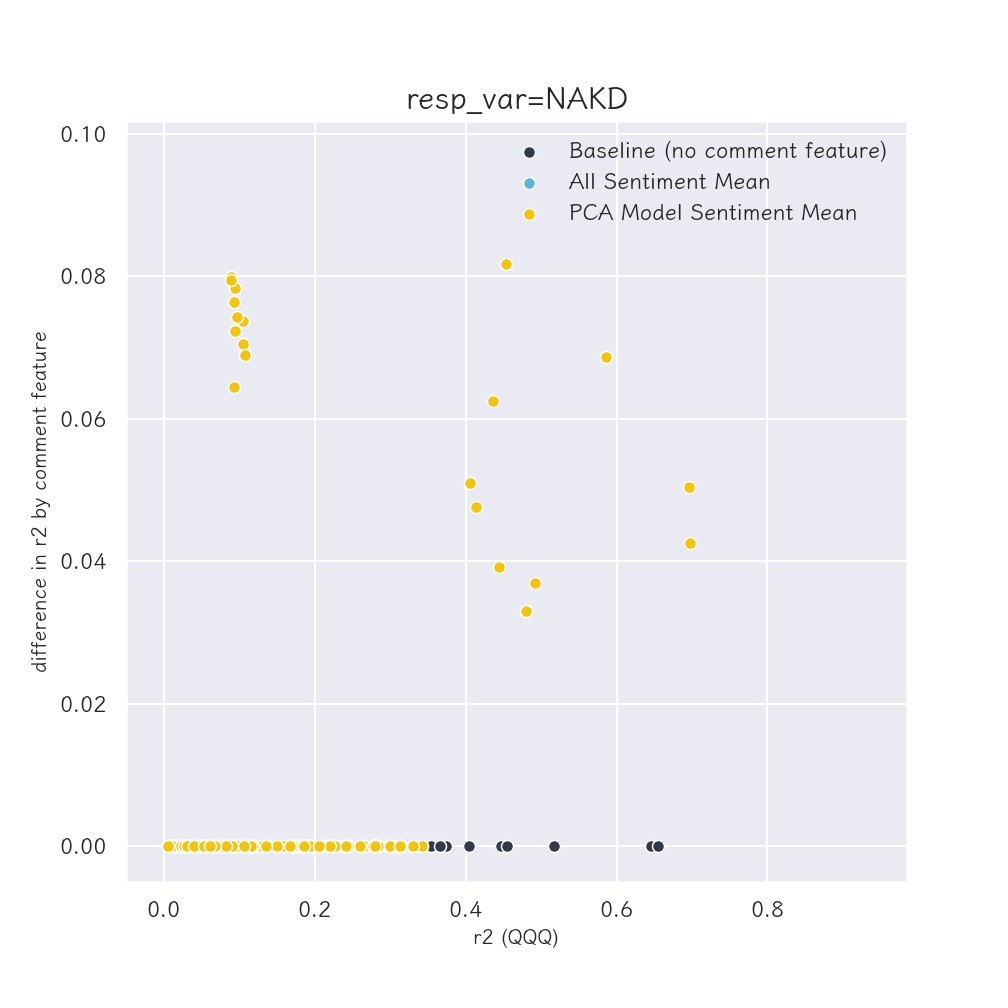 resp_var=NAKD
0.10
0.08
0.06
0.04
0.02
0.00
difference in r2 by comment feature
Baseline (no comment feature)
All Sentiment Mean
PCA Model Sentiment Mean
0.0 0.2 0.4 0.6 0.8
r2 (QQQ)